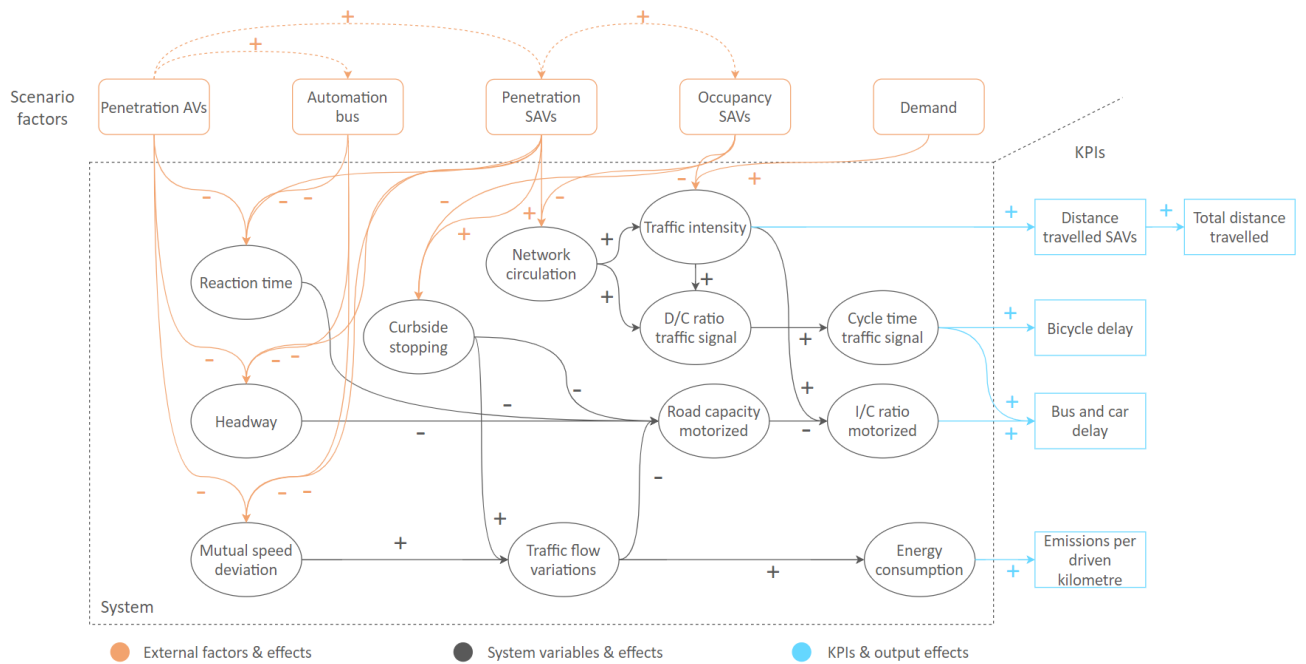 +
+
+
Scenario
factors
Penetration AVs
Automation
bus
Penetration
SAVs
Occupancy
SAVs
Demand
KPIs
-
-
-
-
-
-
+
+
+
Traffic intensity
+
Distance
travelled SAVs
+
Total distance
travelled
Network
circulation
+
+
+
Reaction time
Curbside
stopping
D/C ratio
traffic signal
+
Cycle time
traffic signal
+
Bicycle delay
-
-
-
Headway
-
-
-
Road capacity
motorized
+
-
I/C ratio
motorized
+
+
Bus and car
delay
-
-
-
-
Mutual speed
deviation
+
+
Traffic flow
variations
+
Energy
consumption
+
Emissions per
driven
kilometre
System
External factors & effects
System variables & effects
KPIs & output effects